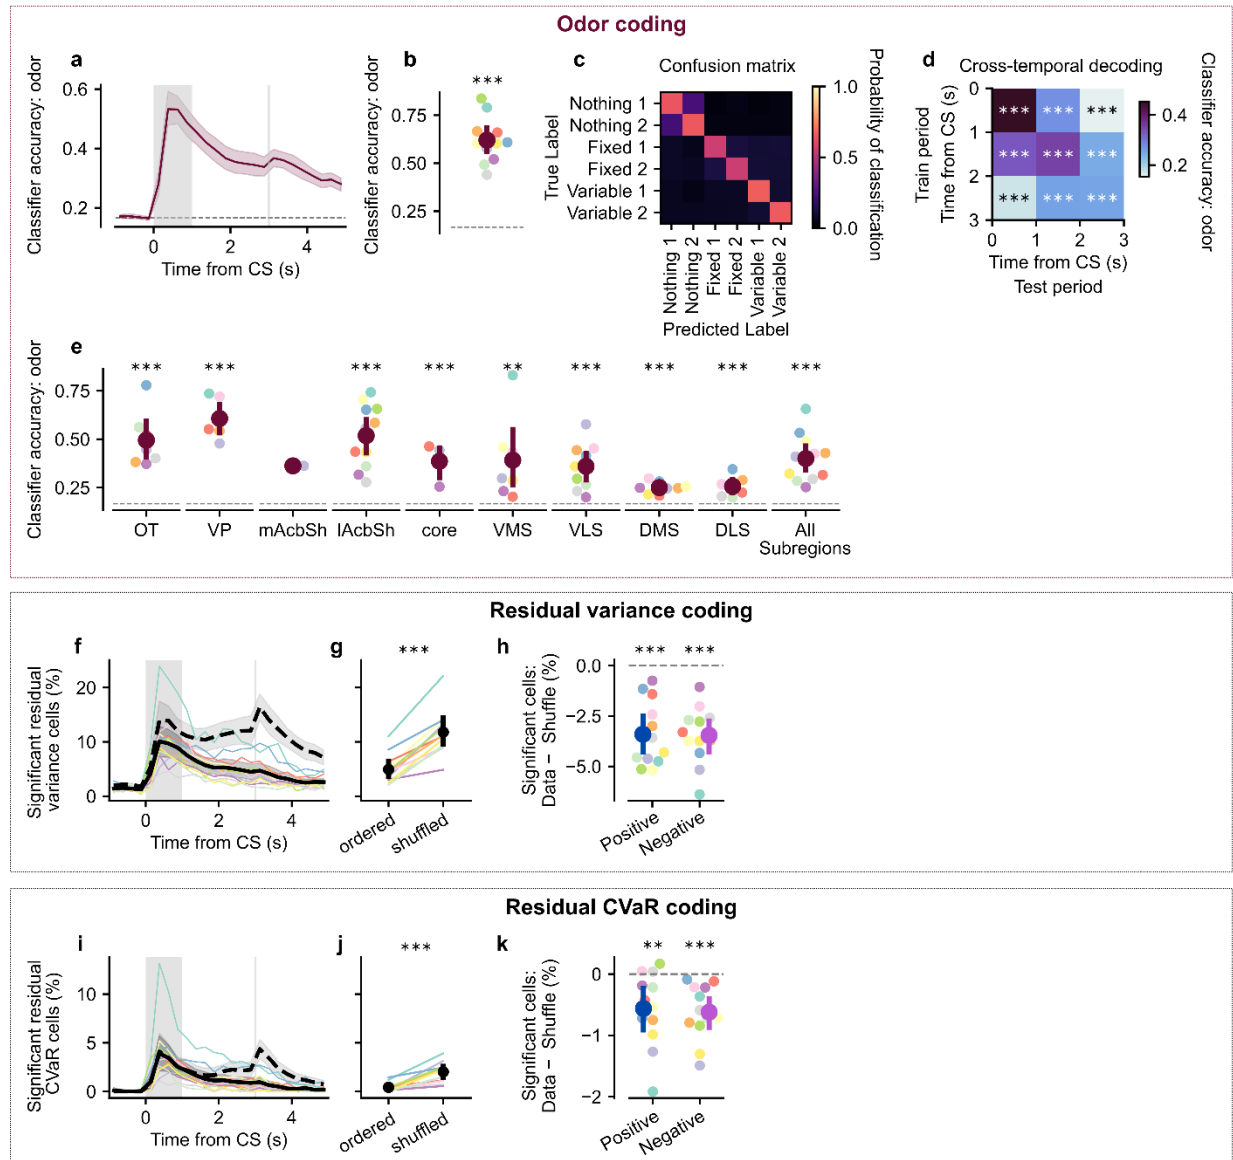 Odor coding
a
Classifier accuracy: odor
0.6
0.4
0.2
0
2
4
Time from CS (s)
b
Classifier accuracy: odor
***
0.75
0.50
0.25
c
Confusion matrix
True Label
Nothing 1
Nothing 2
Fixed 1
Fixed 2
Variable 1
Variable 2
Nothing 1
Nothing 2
Fixed 1
Fixed 2
Variable 1
Variable 2
Predicted Label
1.0
0.5
0.0
Probability of classification
d
Cross-temporal decoding
Train period
Time from CS (s)
0
1
2
3
*** *** ***
*** *** ***
*** *** ***
0 1 2 3
Time from CS (s)
Test period
0.4
0.2
Classifier accuracy: odor
e
Classifier accuracy: odor
*** *** *** *** ** *** *** *** ***
0.75
0.50
0.25
OT VP mAcbSh lAcbSh core VMS VLS DMS DLS All
Subregions
Residual variance coding
f
Significant residual
variance cells (%)
20
10
0
0 2 4
Time from CS (s)
g
***
ordered
shuffled
h
Significant cells:
Data − Shuffle (%)
*** ***
0.0
−2.5
−5.0
Positive
Negative
Residual CVaR coding
i
Significant residual
CVaR cells (%)
10
5
0
0 2 4
Time from CS (s)
j
***
ordered
shuffled
k
Significant cells:
Data − Shuffle (%)
** ***
0
−1
−2
Positive
Negative